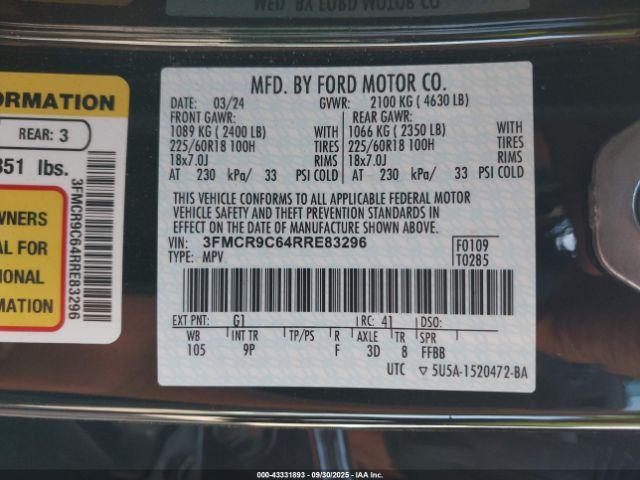 WED BX FORD MOTOR CO
ORMATION
REAR: 3
851 lbs.
WNERS
AL FOR
IONAL
MATION
3FMCR9C64RRE83296
MFD. BY FORD MOTOR CO.
DATE: 03/24 GVWR: 2100 KG ( 4630 LB)
FRONT GAWR: REAR GAWR:
1089 KG ( 2400 LB) WITH 1066 KG ( 2350 LB) WITH
225/60R18 100H TIRES 225/60R18 100H TIRES
18x7.0J RIMS 18x7.0J RIMS
AT 230 kPa/ 33 PSI COLD AT 230 kPa/ 33 PSI COLD
THIS VEHICLE CONFORMS TO ALL APPLICABLE FEDERAL MOTOR
VEHICLE SAFETY AND THEFT PREVENTION STANDARDS IN
EFFECT ON THE DATE OF MANUFACTURE SHOWN ABOVE.
VIN: 3FMCR9C64RRE83296 F0109
TYPE: MPV T0285
EXT PNT: G1 RC: 41 DSO:
WB INT TR TP/PS R AXLE TR SPR
105 9P F 3D 8 FFBB
UTC ▽ 5U5A-1520472-BA
000-43331893 - 09/30/2025 - IAA Inc.